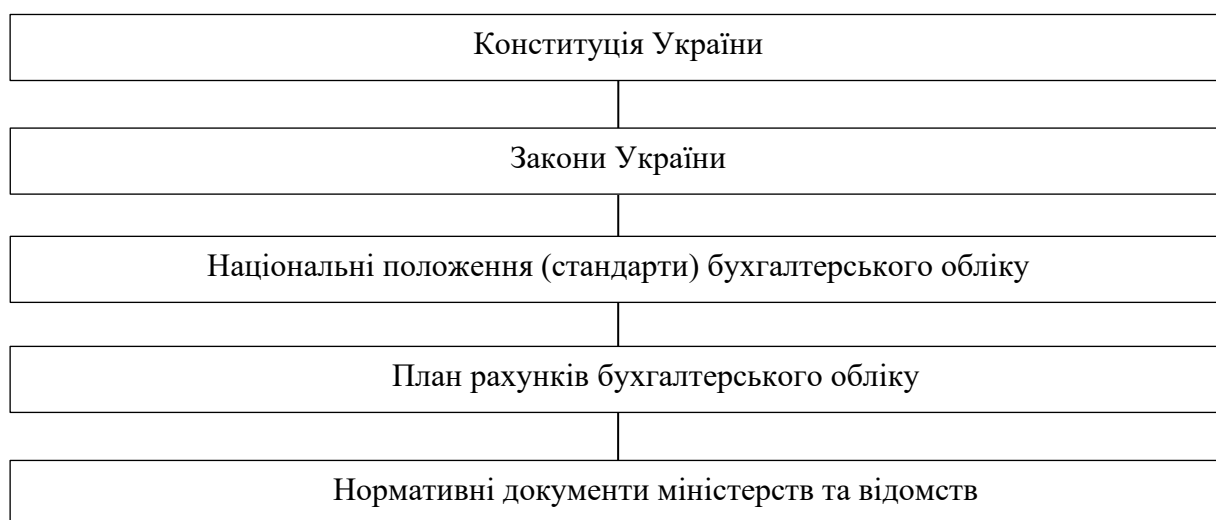 Конституція України
Закони України
Національні положення (стандарти) бухгалтерського обліку
План рахунків бухгалтерського обліку
Нормативні документи міністерств та відомств